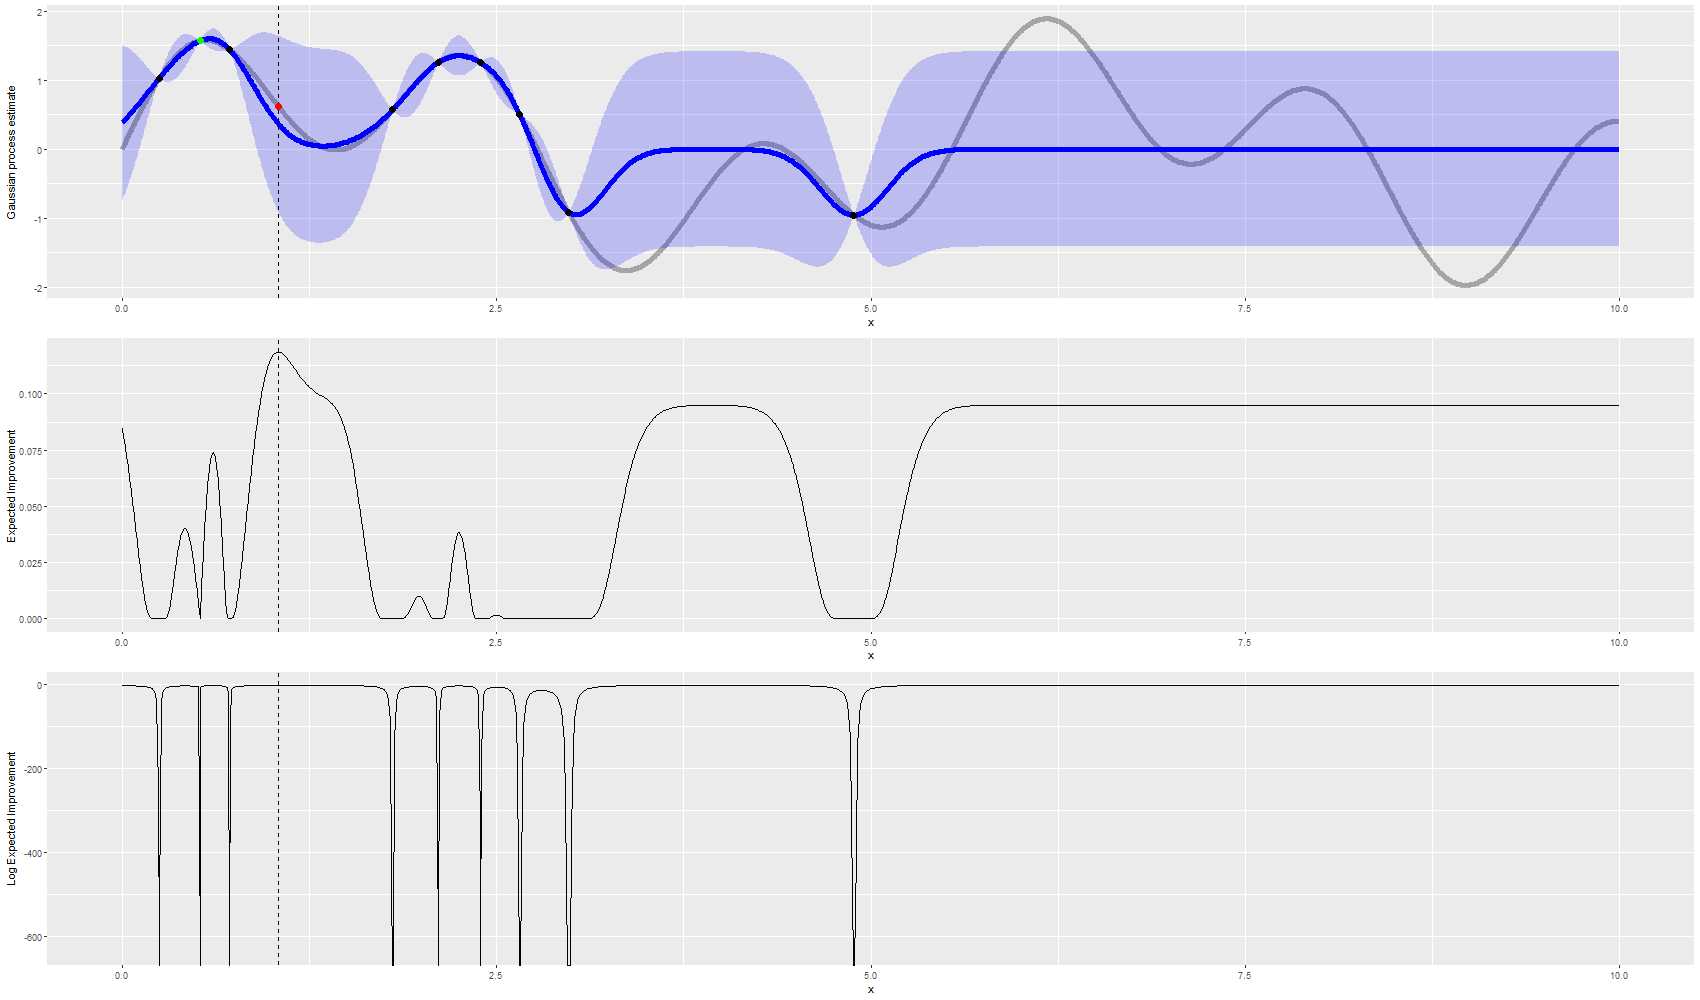 Gaussian process estimate
2
1
0
-1
-2
0.0 2.5 5.0 7.5 10.0
x
Expected Improvement
0.100
0.075
0.050
0.025
0.000
0.0 2.5 5.0 7.5 10.0
x
Log Expected Improvement
0
-200
-400
-600
0.0 2.5 5.0 7.5 10.0
x